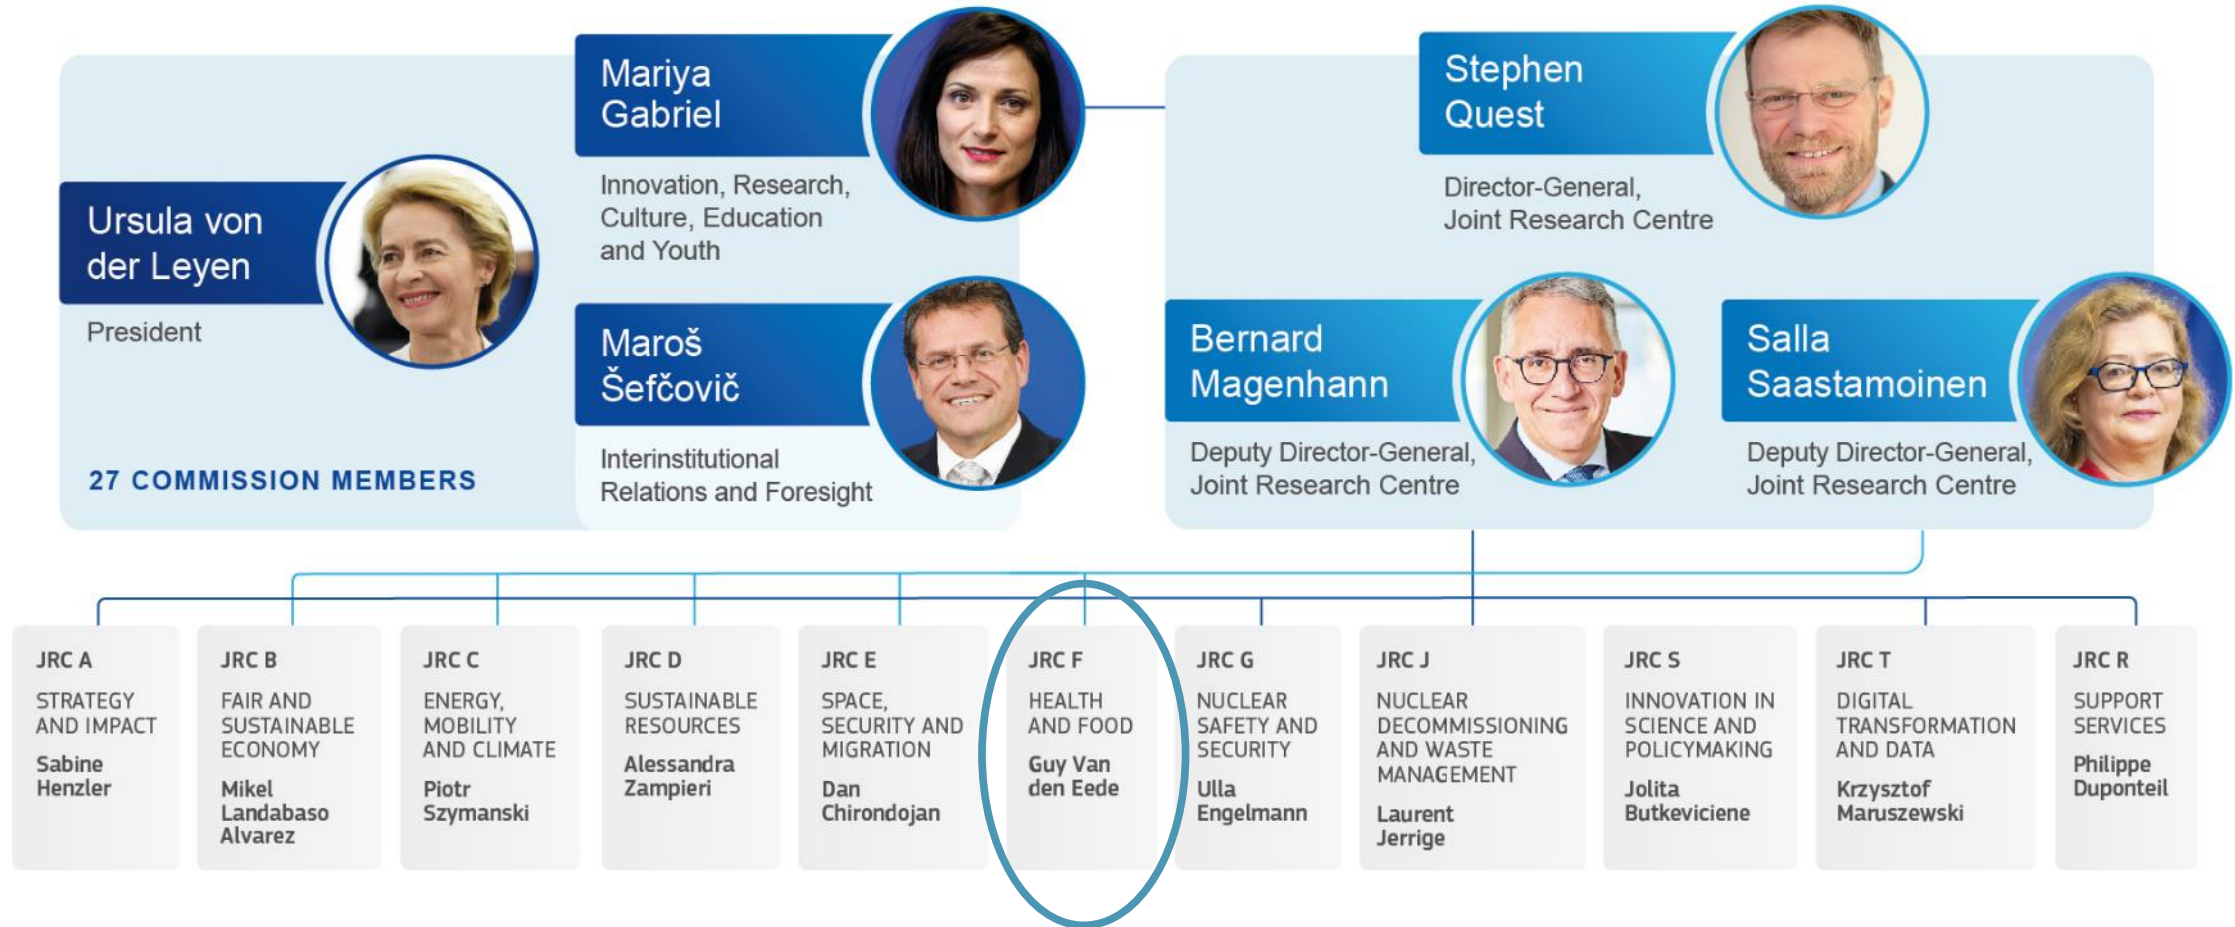 Ursula von
der Leyen
President
27 COMMISSION MEMBERS
Mariya
Gabriel
Innovation, Research,
Culture, Education
and Youth
Maroš
Šefčovič
Interinstitutional
Relations and Foresight
Stephen
Quest
Director-General,
Joint Research Centre
Bernard
Magenhann
Deputy Director-General,
Joint Research Centre
Salla
Saastamoinen
Deputy Director-General,
Joint Research Centre
JRC A
STRATEGY
AND IMPACT
Sabine
Henzler
JRC B
FAIR AND
SUSTAINABLE
ECONOMY
Mikel
Landabaso
Alvarez
JRC C
ENERGY,
MOBILITY
AND CLIMATE
Piotr
Szymanski
JRC D
SUSTAINABLE
RESOURCES
Alessandra
Zampieri
JRC E
SPACE,
SECURITY AND
MIGRATION
Dan
Chirondojan
JRC F
HEALTH
AND FOOD
Guy Van
den Eede
JRC G
NUCLEAR
SAFETY AND
SECURITY
Ulla
Engelmann
JRC J
NUCLEAR
DECOMMISSIONING
AND WASTE
MANAGEMENT
Laurent
Jerrige
JRC S
INNOVATION IN
SCIENCE AND
POLICYMAKING
Jolita
Butkeviciene
JRC T
DIGITAL
TRANSFORMATION
AND DATA
Krzysztof
Maruszewski
JRC R
SUPPORT
SERVICES
Philippe
Duponteil